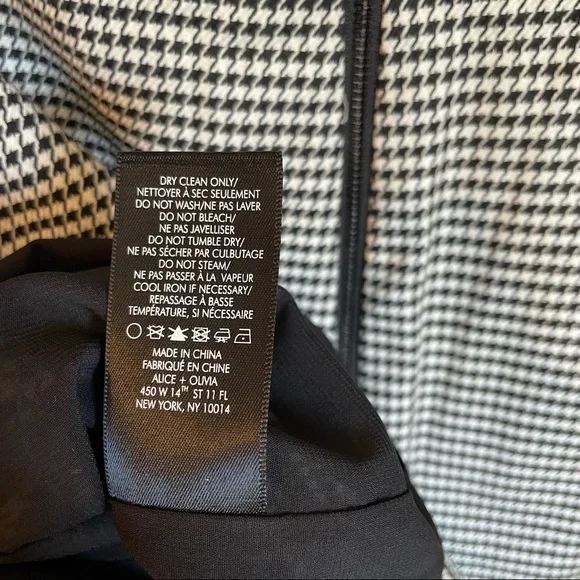 DRY CLEAN ONLY/
NETTOYER À SEC SEULEMENT
DO NOT WASH/NE PAS LAVER
DO NOT BLEACH/
NE PAS JAVELLISER
DO NOT TUMBLE DRY/
NE PAS SÉCHER PAR CULBUTAGE
DO NOT STEAM/
NE PAS PASSER À LA VAPEUR
COOL IRON IF NECESSARY/
REPASSAGE À BASSE
TEMPÉRATURE, SI NÉCESSAIRE
MADE IN CHINA
FABRIQUÉ EN CHINE
ALICE + OLIVIA
450 W 14TH ST 11 FL
NEW YORK, NY 10014